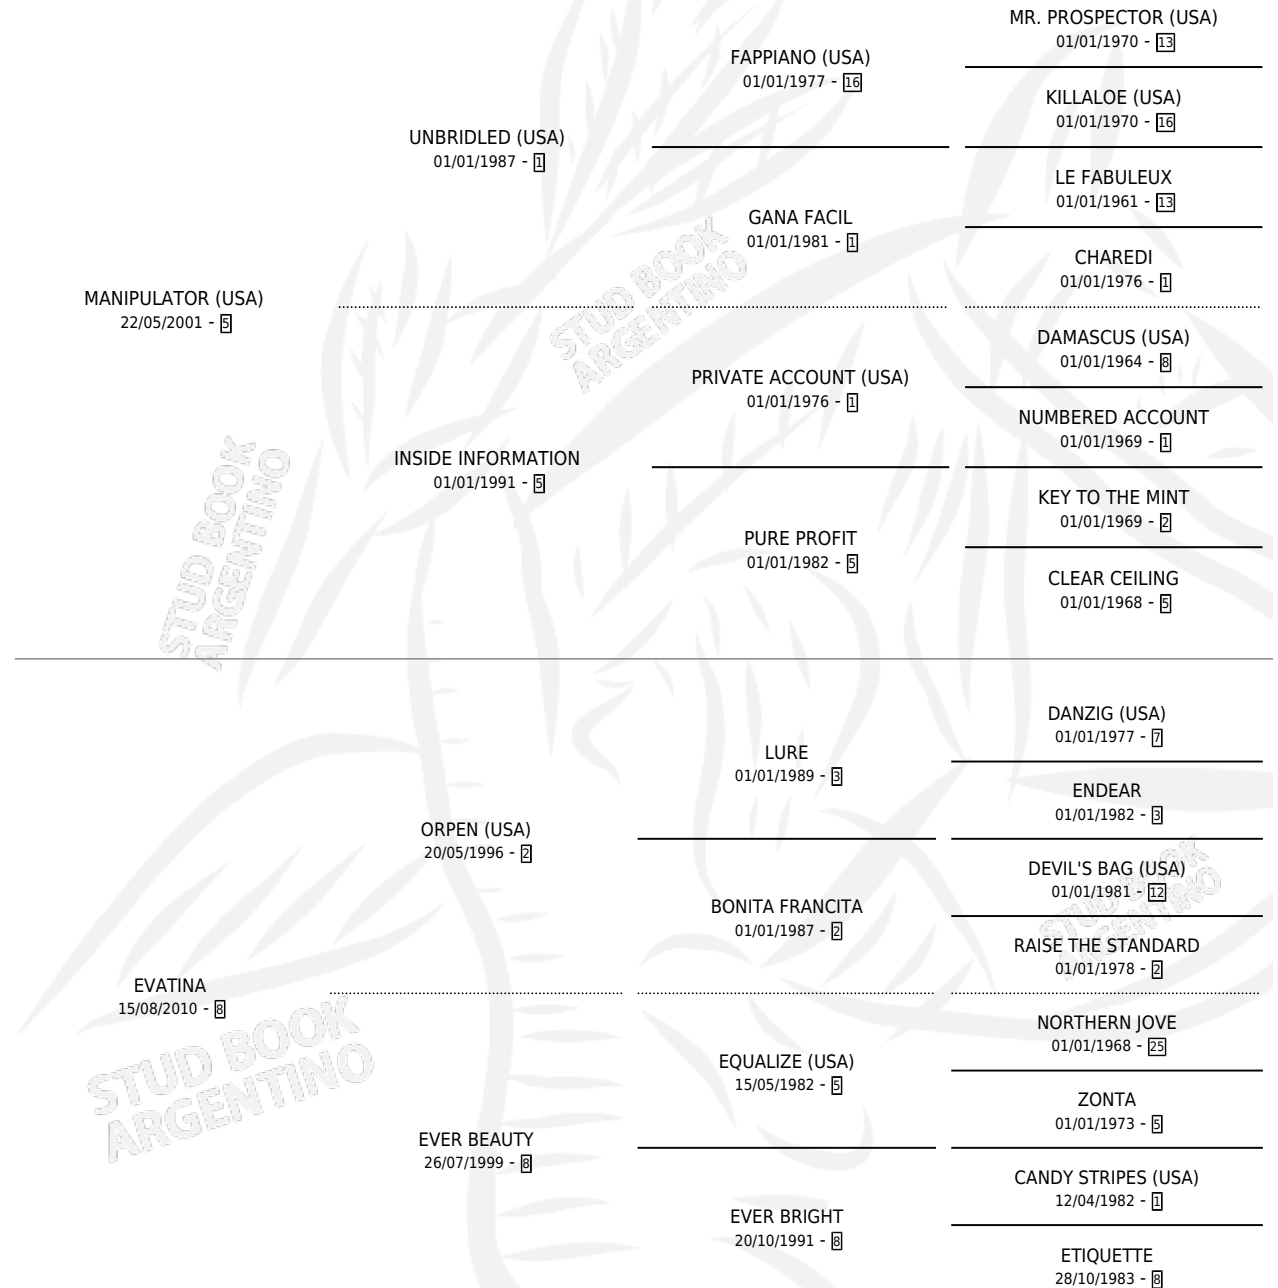 MR. PROSPECTOR (USA)
01/01/1970 - 13
FAPPIANO (USA)
01/01/1977 - 16
KILLALOE (USA)
01/01/1970 - 16
UNBRIDLED (USA)
01/01/1987 - 1
LE FABULEUX
01/01/1961 - 13
GANA FACIL
01/01/1981 - 1
CHAREDI
01/01/1976 - 1
MANIPULATOR (USA)
22/05/2001 - 5
DAMASCUS (USA)
01/01/1964 - 8
PRIVATE ACCOUNT (USA)
01/01/1976 - 1
NUMBERED ACCOUNT
01/01/1969 - 1
INSIDE INFORMATION
01/01/1991 - 5
KEY TO THE MINT
01/01/1969 - 2
PURE PROFIT
01/01/1982 - 5
CLEAR CEILING
01/01/1968 - 5
DANZIG (USA)
01/01/1977 - 7
LURE
01/01/1989 - 3
ENDEAR
01/01/1982 - 3
ORPEN (USA)
20/05/1996 - 2
DEVIL'S BAG (USA)
01/01/1981 - 12
BONITA FRANCITA
01/01/1987 - 2
RAISE THE STANDARD
01/01/1978 - 2
EVATINA
15/08/2010 - 8
NORTHERN JOVE
01/01/1968 - 25
EQUALIZE (USA)
15/05/1982 - 5
ZONTA
01/01/1973 - 5
EVER BEAUTY
26/07/1999 - 8
CANDY STRIPES (USA)
12/04/1982 - 1
EVER BRIGHT
20/10/1991 - 8
ETIQUETTE
28/10/1983 - 8
STUD BOOK
ARGENTINO
STUD BOOK
ARGENTINO
STUD BOOK
ARGENTINO
STUD BOOK
ARGENTINO